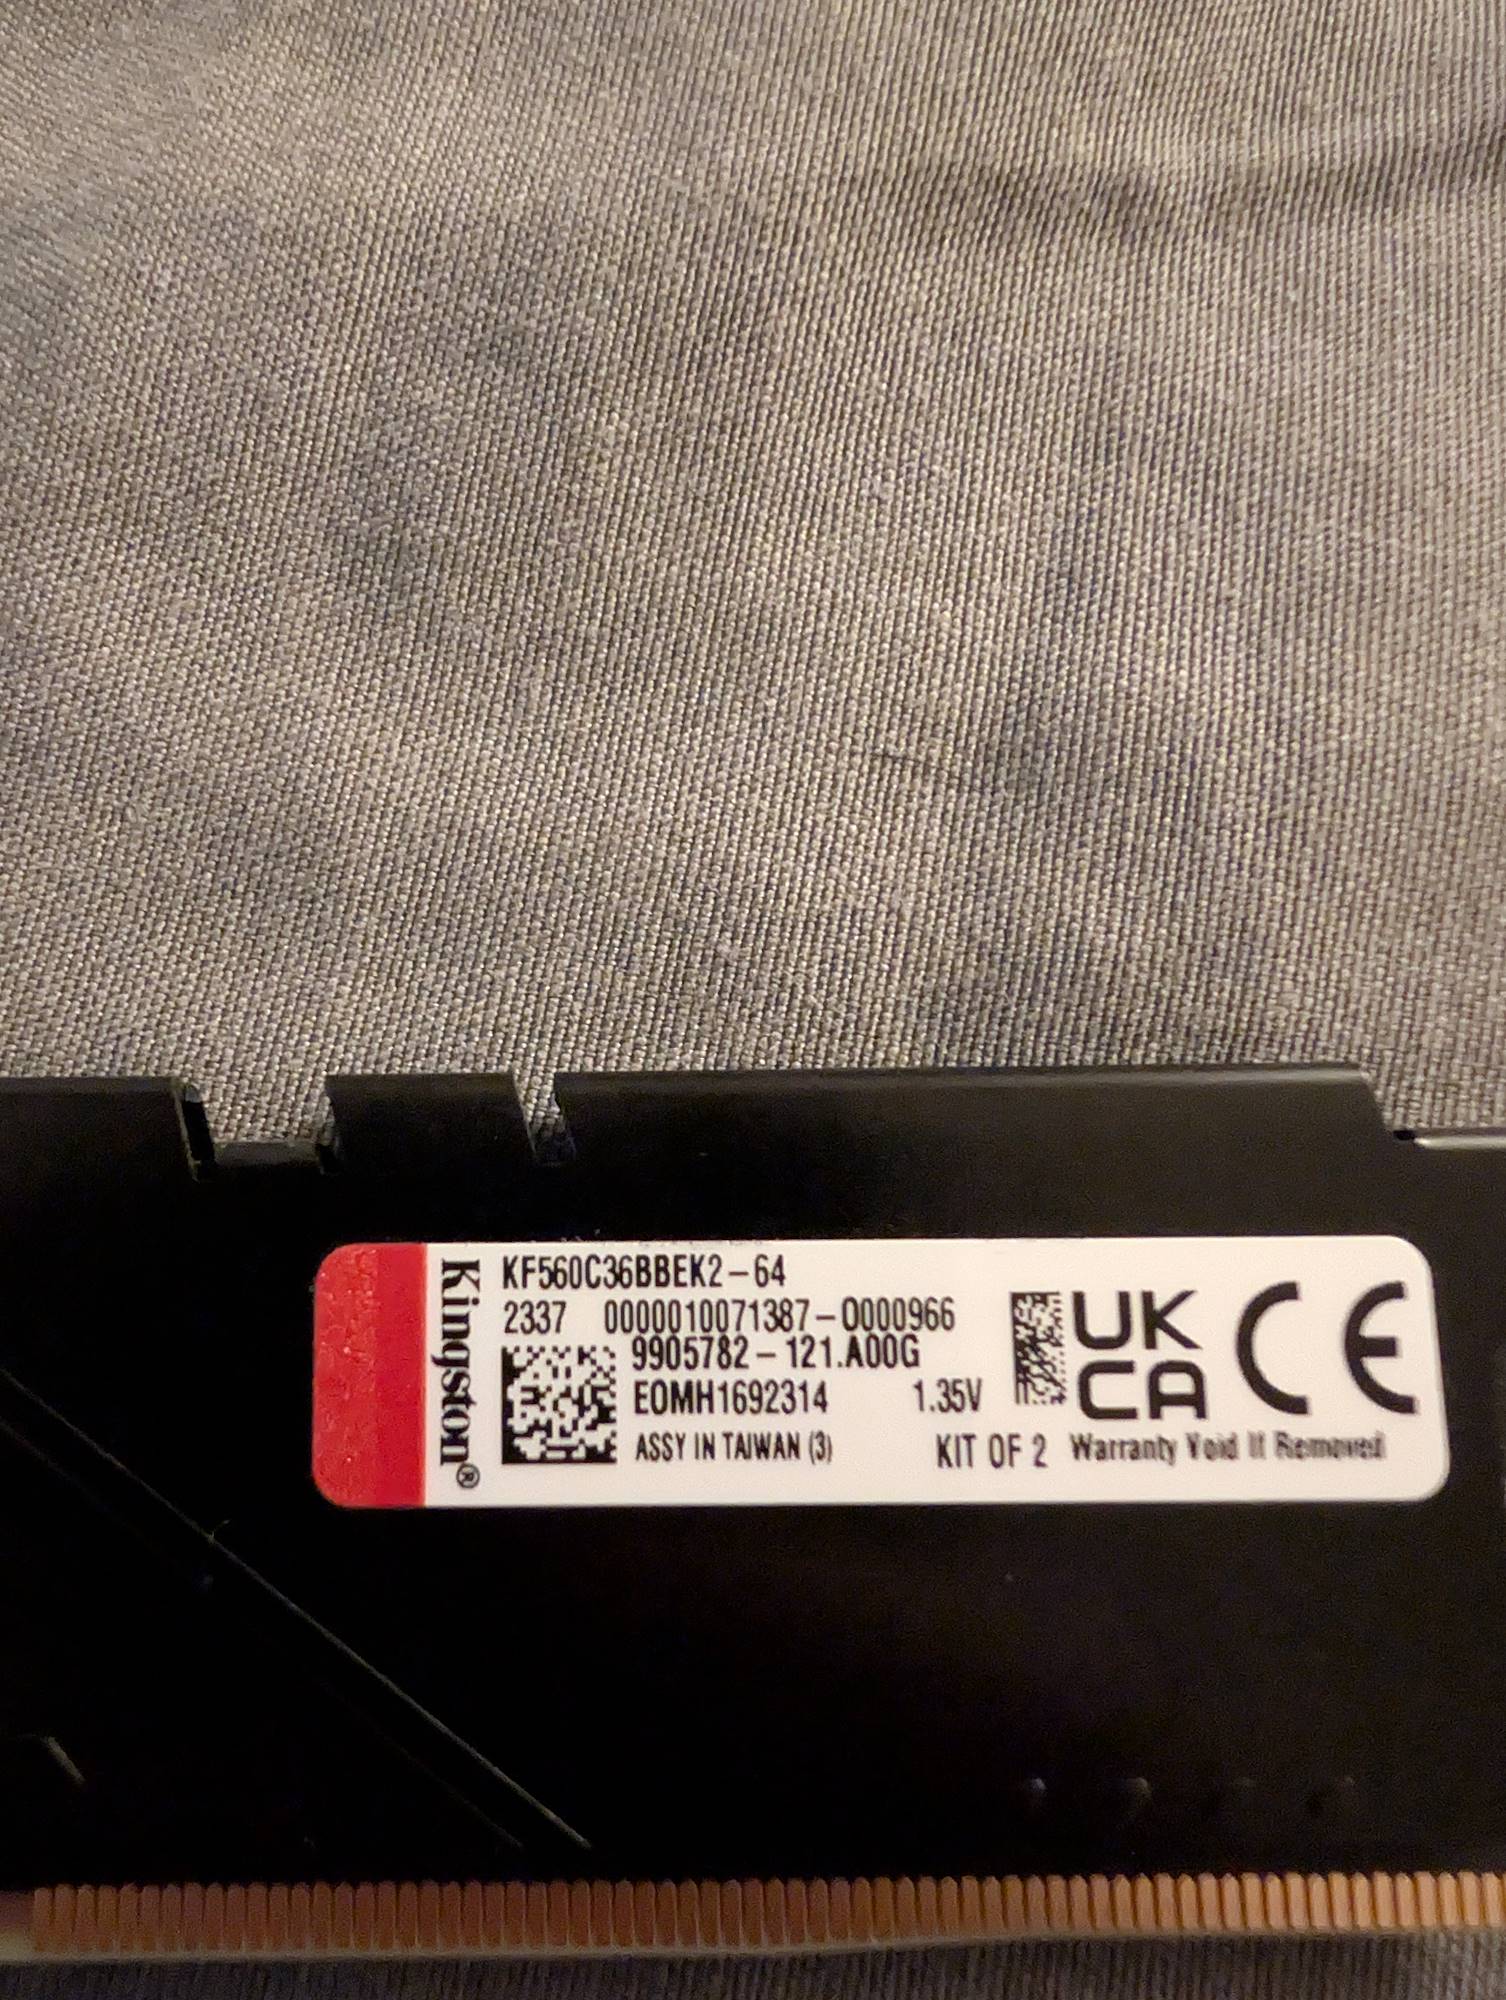 Kingston®
KF560C36BBEK2-64
2337 0000010071387-0000966
9905782-121.A00G
EOMH1692314 1.35V
ASSY IN TAIWAN (3) KIT OF 2 Warranty Void If Removed
UK
CA
CE